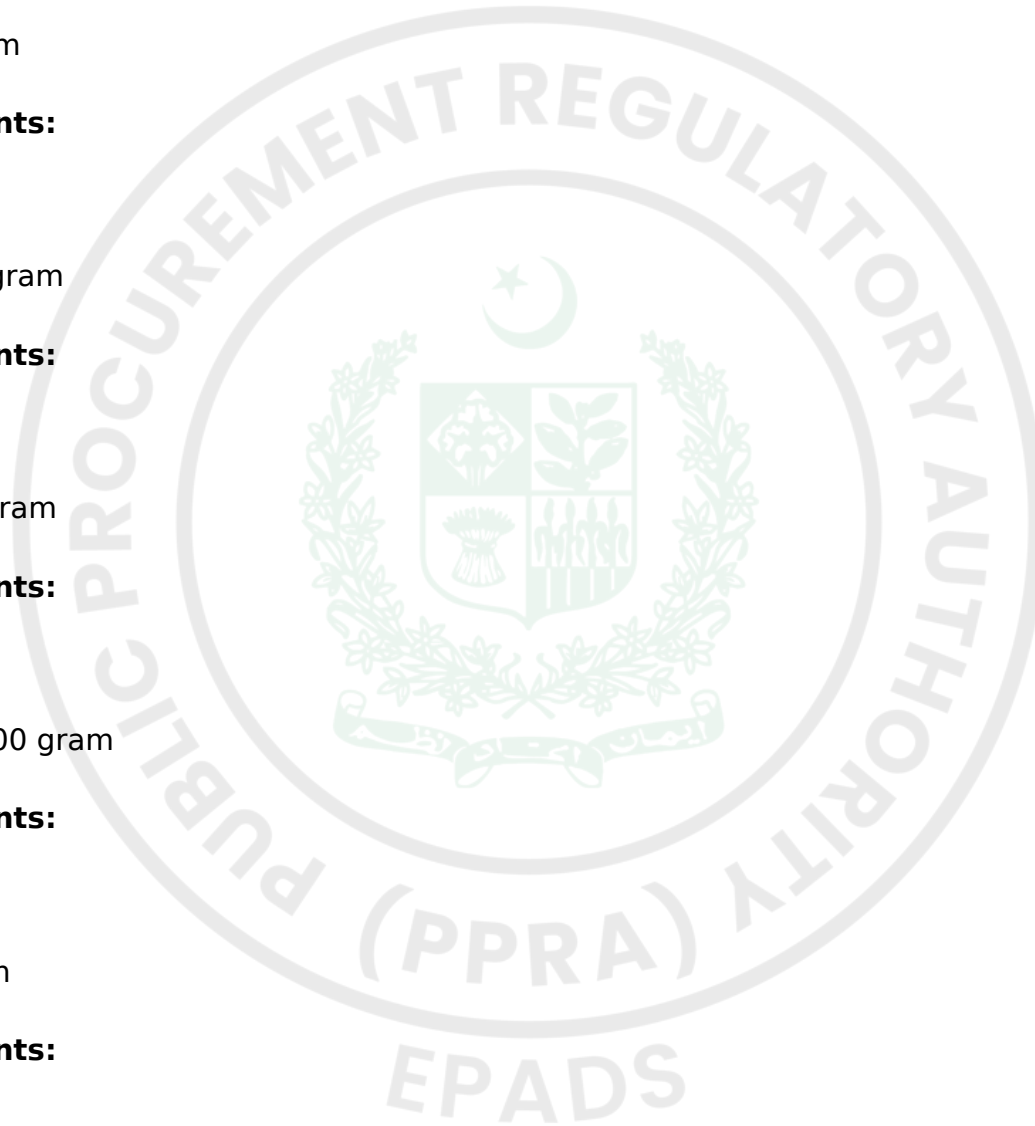 m
nts:
gram
nts:
ram
nts:
00 gram
nts:
m
nts:
PUBLIC PROCUREMENT REGULATORY AUTHORITY
(PPRA)
EPADS